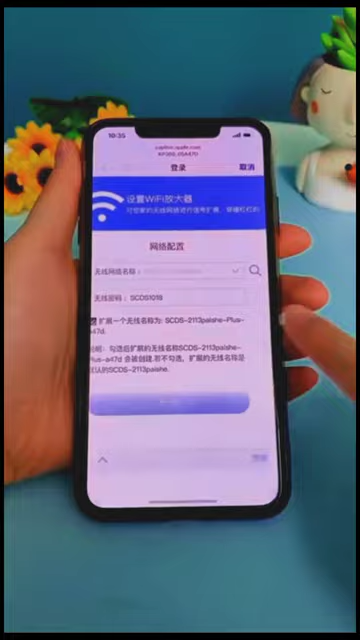 10:35
captive.apple.com
登录
取消
设置WiFi放大器
网络配置
无线网络名称：
无线密码： SCDS1018
扩展一个无线名称为: SCDS-2113paishe-Plus-
a47d.
说明：勾选后扩展的无线名称SCDS-2113paishe-
Plus-a47d 会被创建.若不勾选，扩展的无线名称是
默认的SCDS-2113paishe.